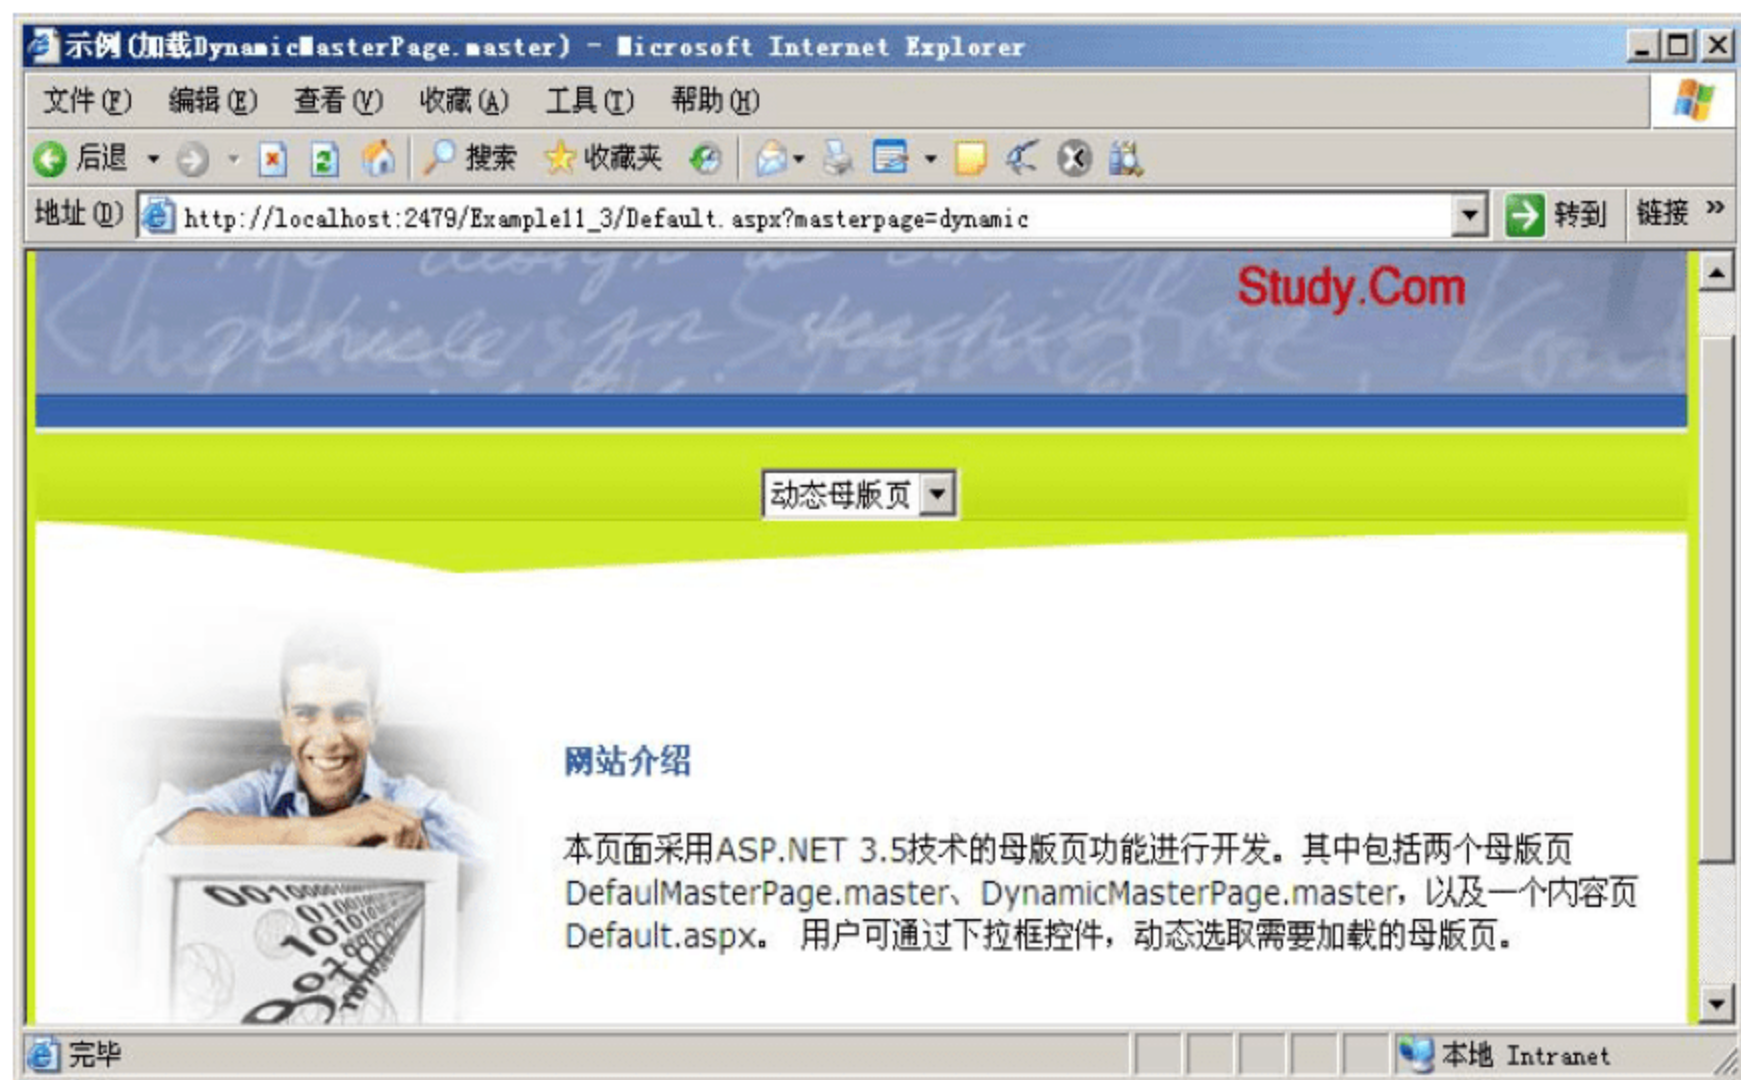 示例(加载DynamicMasterPage.master) - Microsoft Internet Explorer
文件(F) 编辑(E) 查看(V) 收藏(A) 工具(T) 帮助(H)
后退 搜索 收藏夹
地址(D) http://localhost:2479/Example11_3/Default.aspx?masterpage=dynamic 转到 链接 »
Study.Com
动态母版页
网站介绍
本页面采用ASP.NET 3.5技术的母版页功能进行开发。其中包括两个母版页
DefaulMasterPage.master、DynamicMasterPage.master，以及一个内容页
Default.aspx。 用户可通过下拉框控件，动态选取需要加载的母版页。
完毕 本地 Intranet